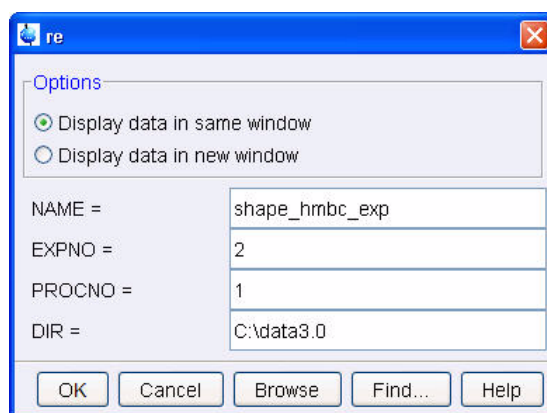 re
Options
Display data in same window
Display data in new window
NAME = shape_hmbc_exp
EXPNO = 2
PROCNO = 1
DIR = C:\data3.0
OK Cancel Browse Find... Help